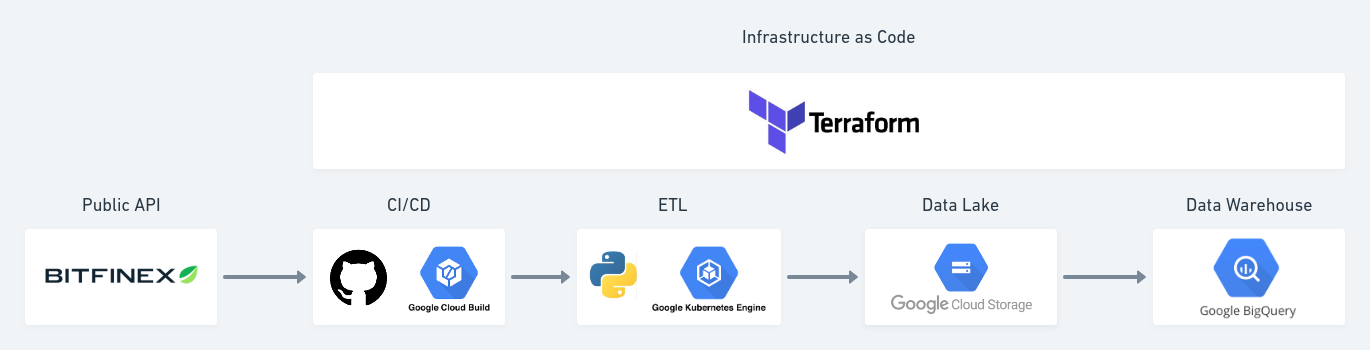 Infrastructure as Code
Terraform
Public API
CI/CD
ETL
Data Lake
Data Warehouse
BITFINEX
Google Cloud Build
Google Kubernetes Engine
Google Cloud Storage
Google BigQuery